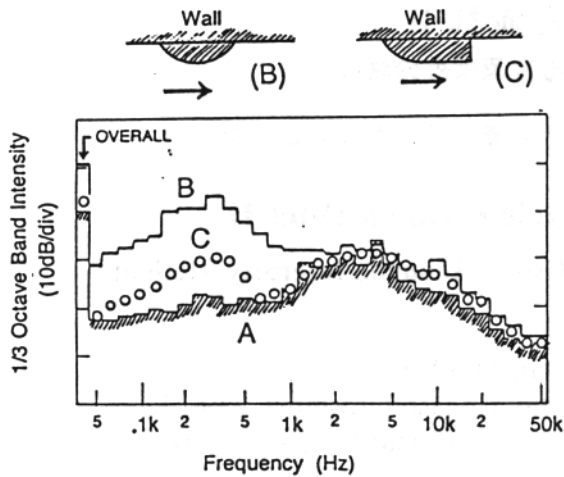 Wall Wall
(B) (C)
OVERALL
B
C
A
1/3 Octave Band Intensity
(10dB/div)
5 .1k 2 5 1k 2 5 10k 2 50k
Frequency (Hz)